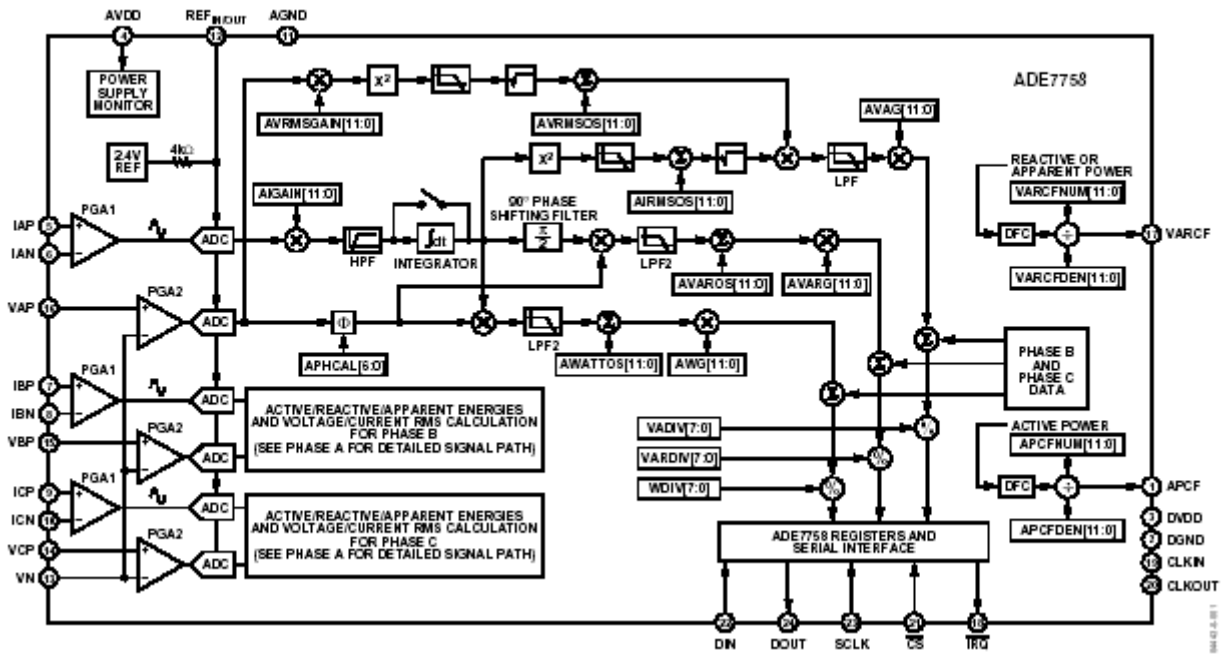 AVDD
REF IN/OUT
AGND
4
12
11
POWER
SUPPLY
MONITOR
ADE7758
X²
AVRMSGAIN[11:0]
AVRMSOS[11:0]
AVAG[11:0]
2.4V
REF
4kΩ
X²
LPF
AIRMSOS[11:0]
REACTIVE OR
APPARENT POWER
VARCFNUM[11:0]
DFC
÷
17
VARCF
VARCFDEN[11:0]
AIGAIN[11:0]
90° PHASE
SHIFTING FILTER
PGA1
IAP
5
+
IAN
6
−
ADC
HPF
∫dt
INTEGRATOR
π
2
LPF2
Σ
AVAROS[11:0]
AVARG[11:0]
PGA2
VAP
16
+
−
ADC
Φ
APHCAL[6:0]
LPF2
Σ
AWATTOS[11:0]
AWG[11:0]
PHASE B
AND
PHASE C
DATA
PGA1
IBP
7
+
IBN
8
−
ADC
ACTIVE/REACTIVE/APPARENT ENERGIES
AND VOLTAGE/CURRENT RMS CALCULATION
FOR PHASE B
(SEE PHASE A FOR DETAILED SIGNAL PATH)
PGA2
VBP
15
+
−
ADC
VADIV[7:0]
%
VARDIV[7:0]
%
WDIV[7:0]
%
ACTIVE POWER
APCFNUM[11:0]
DFC
÷
1
APCF
APCFDEN[11:0]
PGA1
ICP
9
+
ICN
10
−
ADC
ACTIVE/REACTIVE/APPARENT ENERGIES
AND VOLTAGE/CURRENT RMS CALCULATION
FOR PHASE C
(SEE PHASE A FOR DETAILED SIGNAL PATH)
PGA2
VCP
14
+
VN
13
−
ADC
ADE7758 REGISTERS AND
SERIAL INTERFACE
3
DVDD
2
DGND
19
CLKIN
20
CLKOUT
22
24
23
21
18
DIN
DOUT
SCLK
CS
IRQ